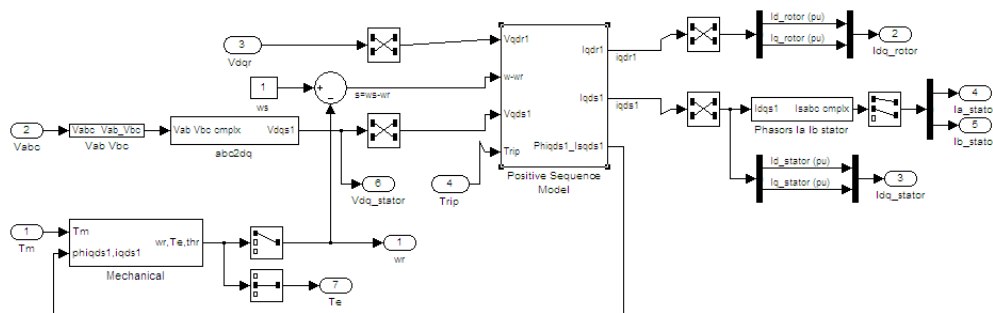 3
Vdqr
Vqdr1
Iqdr1
iqdr1
Id_rotor (pu)
Iq_rotor (pu)
2
Idq_rotor
1
ws
+
−
s=ws-wr
w-wr
Iqds1
iqds1
Idqs1
Isabc cmplx
Phasors Ia Ib stator
4
Ia_stato
5
Ib_stato
2
Vabc
Vabc
Vab_Vbc
Vab Vbc
Vab Vbc cmplx
Vdqs1
abc2dq
Vqds1
Phiqds1_Isqds1
Trip
Positive Sequence
Model
6
Vdq_stator
4
Trip
Id_stator (pu)
Iq_stator (pu)
3
Idq_stator
1
Tm
Tm
phiqds1,iqds1
wr,Te,thr
Mechanical
1
wr
7
Te